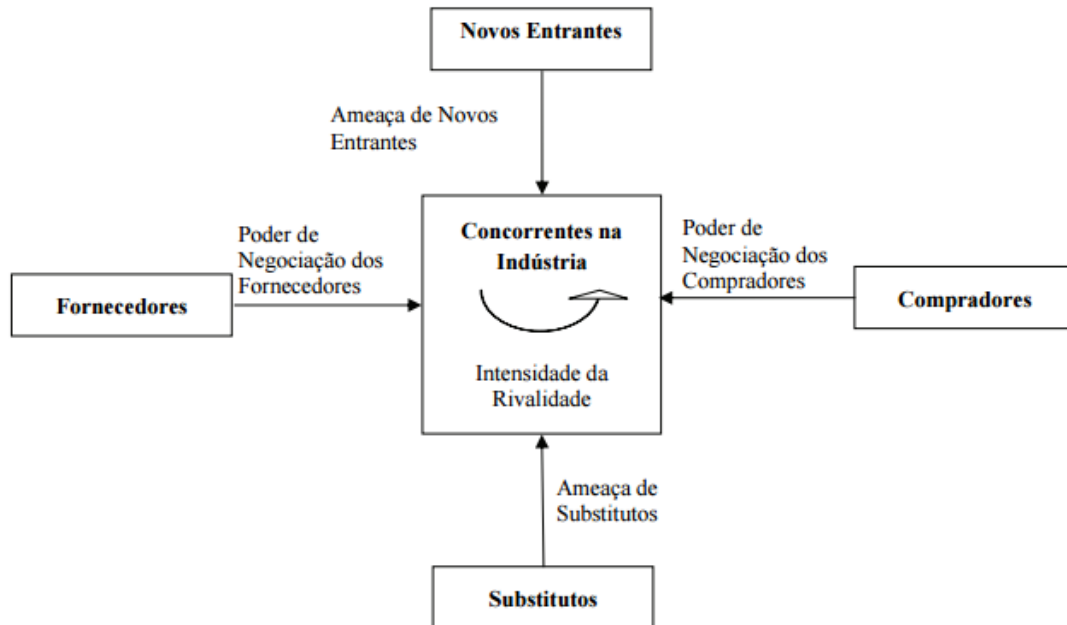 Novos Entrantes
Ameaça de Novos
Entrantes
Concorrentes na
Indústria
Intensidade da
Rivalidade
Poder de
Negociação dos
Fornecedores
Fornecedores
Poder de
Negociação dos
Compradores
Compradores
Ameaça de
Substitutos
Substitutos